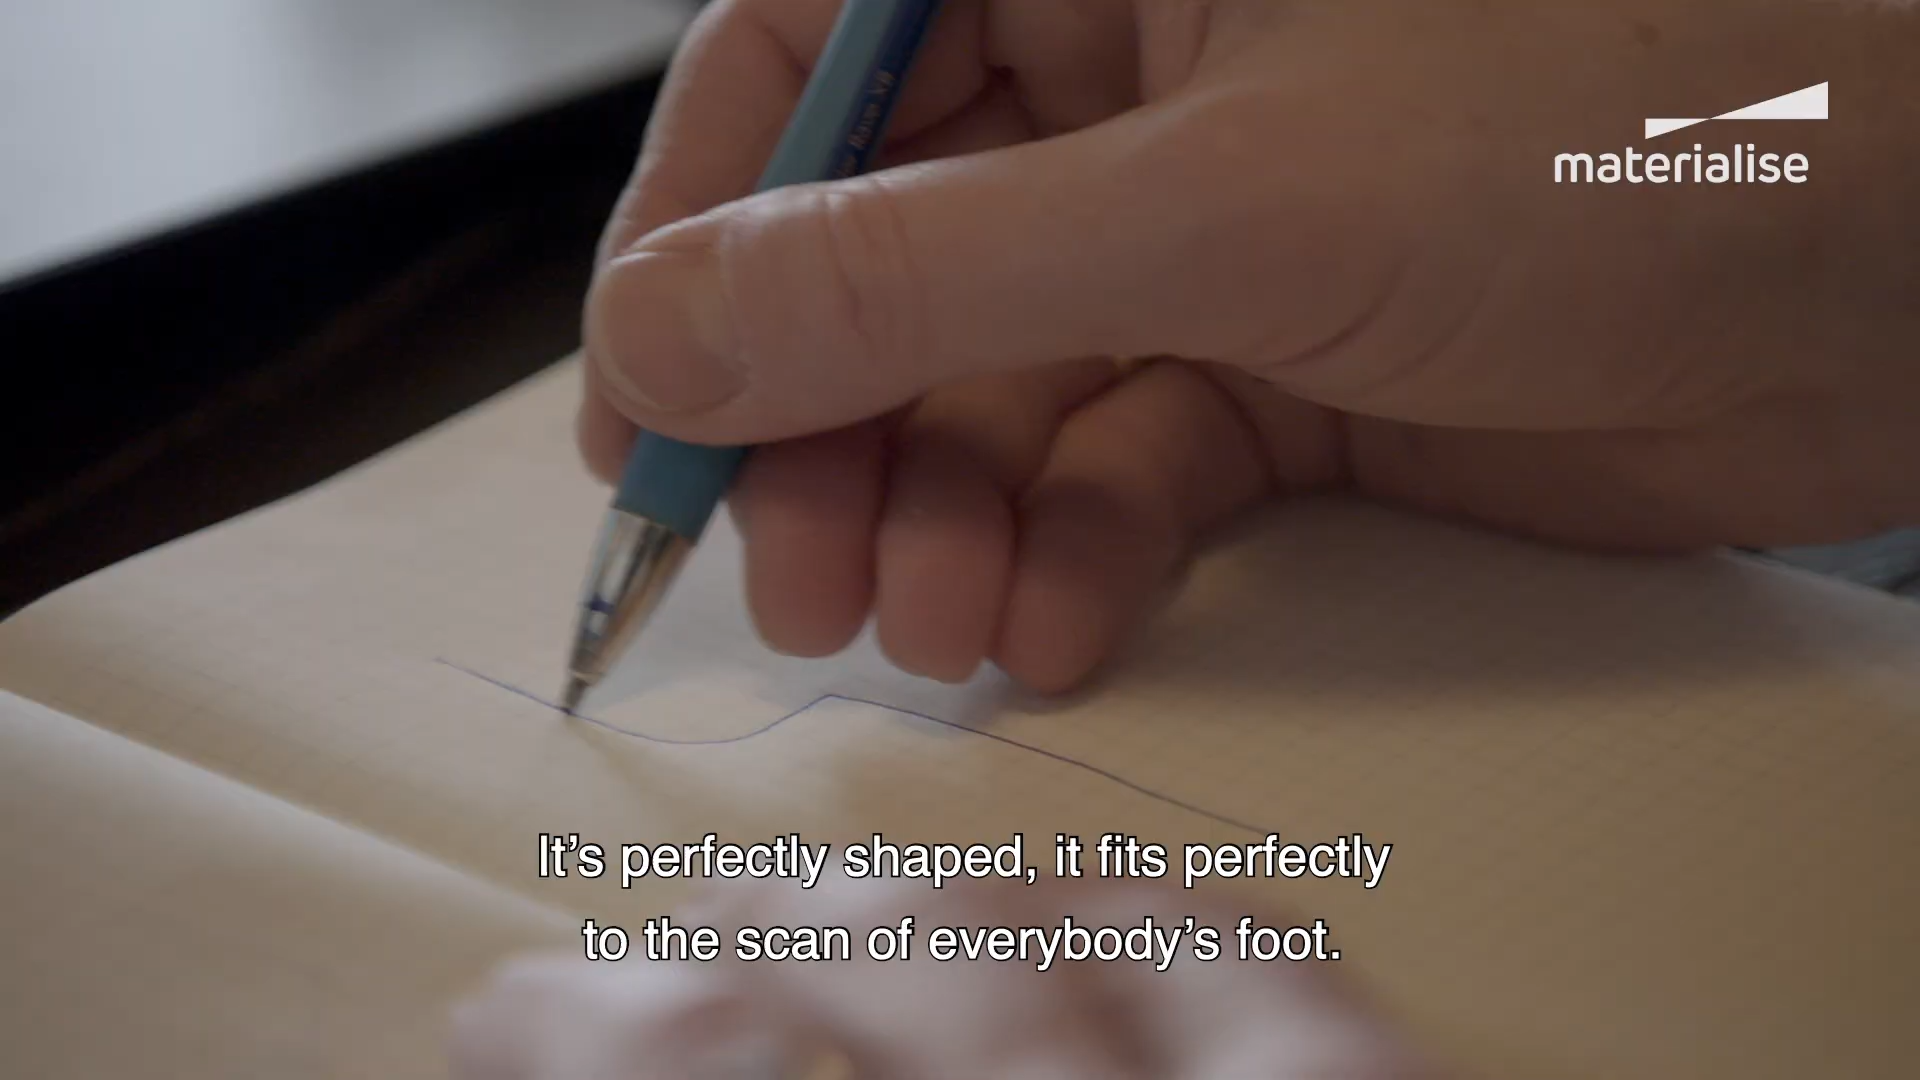 materialise
It's perfectly shaped, it fits perfectly
to the scan of everybody's foot.